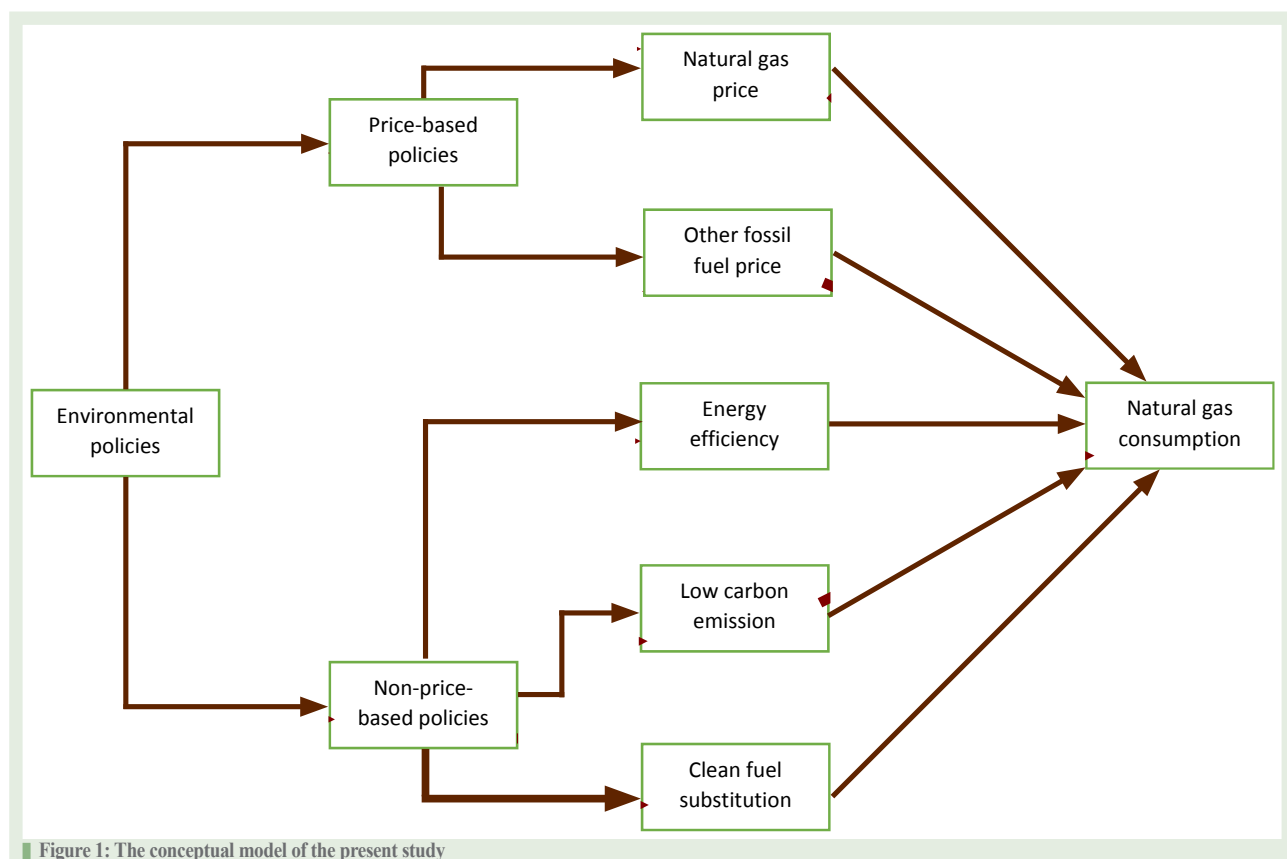 Natural gas
price
Price-based
policies
Other fossil
fuel price
Environmental
policies
Energy
efficiency
Natural gas
consumption
Low carbon
emission
Non-price-
based policies
Clean fuel
substitution
Figure 1: The conceptual model of the present study